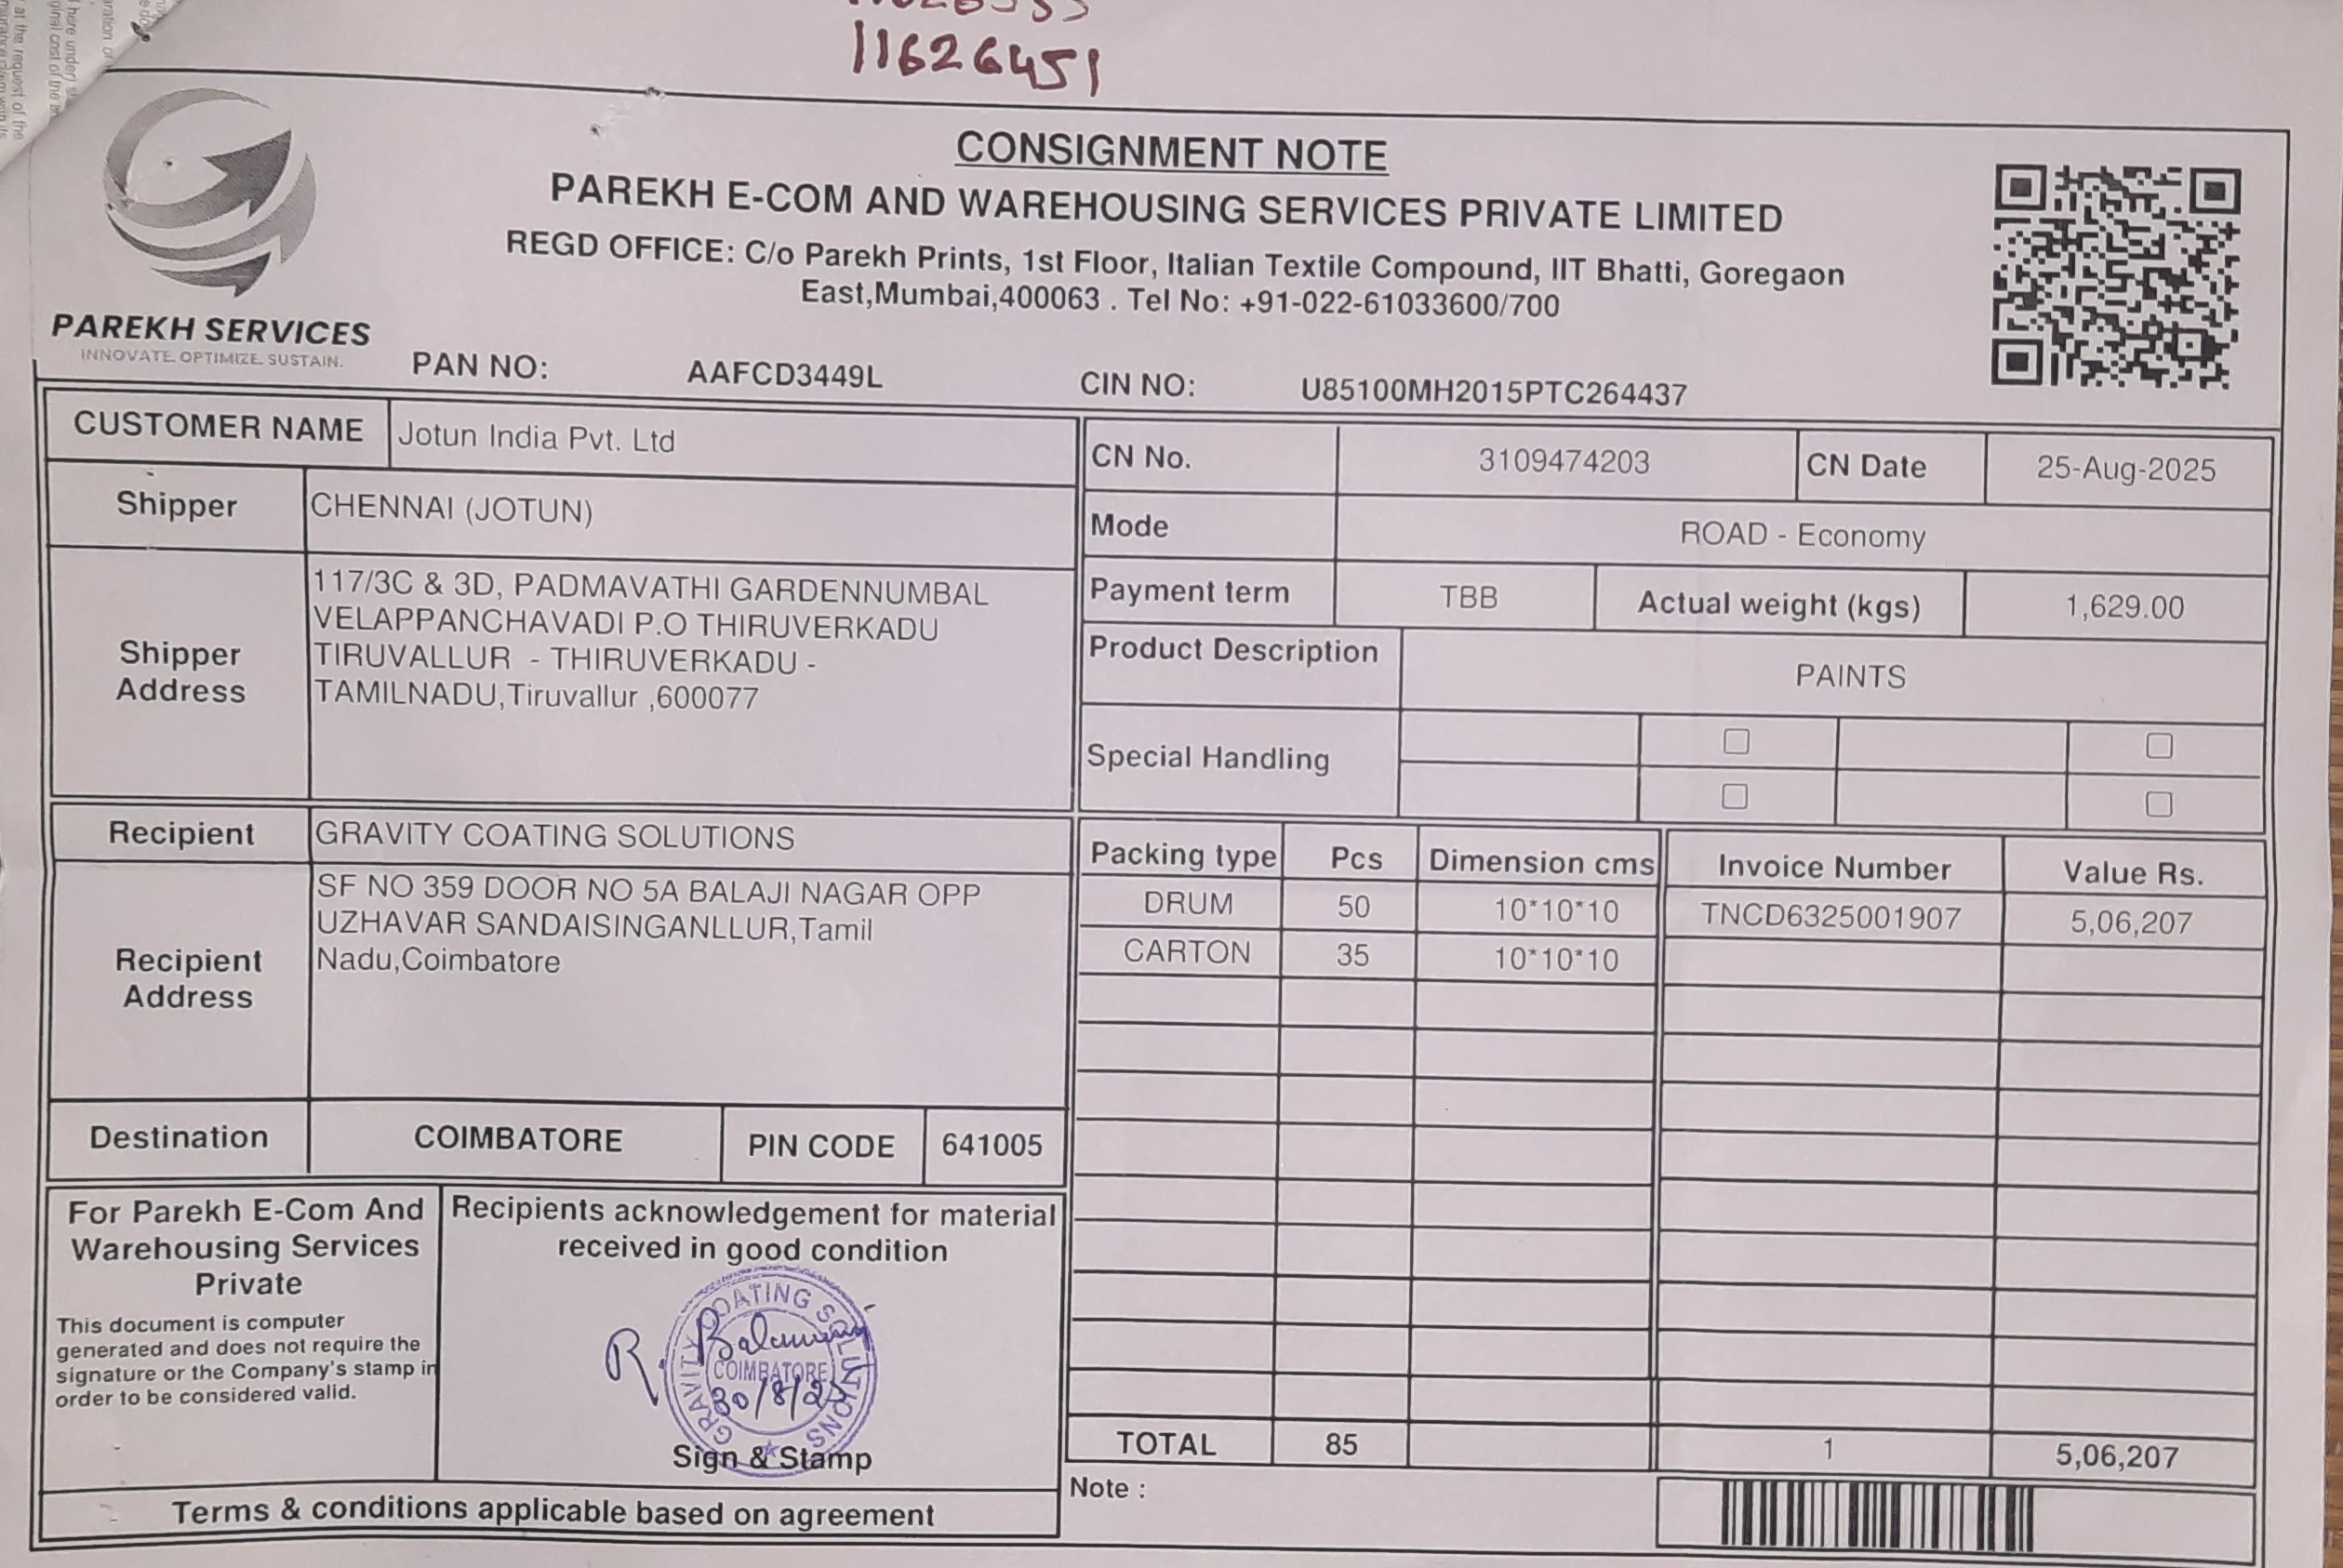 11626451
CONSIGNMENT NOTE
PAREKH E-COM AND WAREHOUSING SERVICES PRIVATE LIMITED
REGD OFFICE: C/o Parekh Prints, 1st Floor, Italian Textile Compound, IIT Bhatti, Goregaon
East,Mumbai,400063 . Tel No: +91-022-61033600/700
PAREKH SERVICES
INNOVATE. OPTIMIZE. SUSTAIN.
PAN NO: AAFCD3449L CIN NO: U85100MH2015PTC264437
CUSTOMER NAME Jotun India Pvt. Ltd
Shipper CHENNAI (JOTUN)
Shipper Address
117/3C & 3D, PADMAVATHI GARDENNUMBAL
VELAPPANCHAVADI P.O THIRUVERKADU
TIRUVALLUR - THIRUVERKADU -
TAMILNADU,Tiruvallur ,600077
Recipient GRAVITY COATING SOLUTIONS
Recipient Address
SF NO 359 DOOR NO 5A BALAJI NAGAR OPP
UZHAVAR SANDAISINGANLLUR,Tamil
Nadu,Coimbatore
Destination COIMBATORE PIN CODE 641005
For Parekh E-Com And
Warehousing Services
Private
This document is computer
generated and does not require the
signature or the Company's stamp in
order to be considered valid.
Recipients acknowledgement for material
received in good condition
GRAVITY COATING SOLUTIONS
COIMBATORE
Sign & Stamp
Terms & conditions applicable based on agreement
CN No. 3109474203 CN Date 25-Aug-2025
Mode ROAD - Economy
Payment term TBB Actual weight (kgs) 1,629.00
Product Description PAINTS
Special Handling
Packing type Pcs Dimension cms Invoice Number Value Rs.
DRUM 50 10*10*10 TNCD6325001907 5,06,207
CARTON 35 10*10*10
TOTAL 85 1 5,06,207
Note :